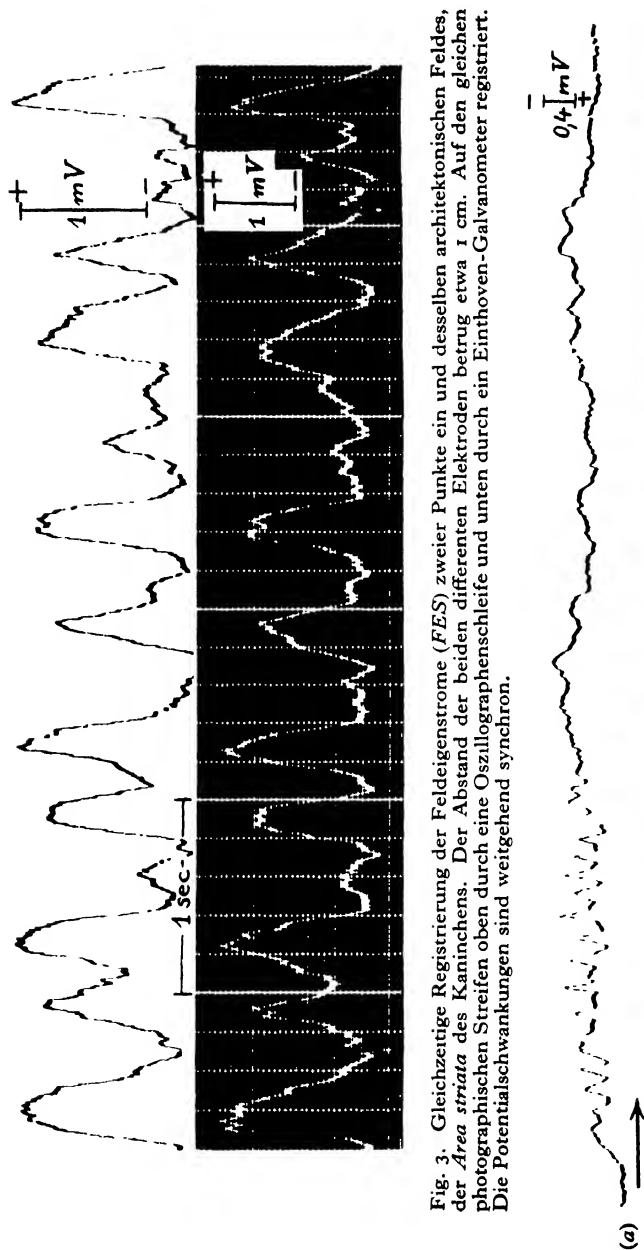 +
1 mV
−
1 sec
+
1 mV
−
Fig. 3. Gleichzeitige Registrierung der Feldeigenstrome (FES) zweier Punkte ein und desselben architektonischen Feldes,
der Area striata des Kaninchens. Der Abstand der beiden differenten Elektroden betrug etwa 1 cm. Auf den gleichen
photographischen Streifen oben durch eine Oszillographenschleife und unten durch ein Einthoven-Galvanometer registriert.
Die Potentialschwankungen sind weitgehend synchron.
−
0,4 mV
+
(a)